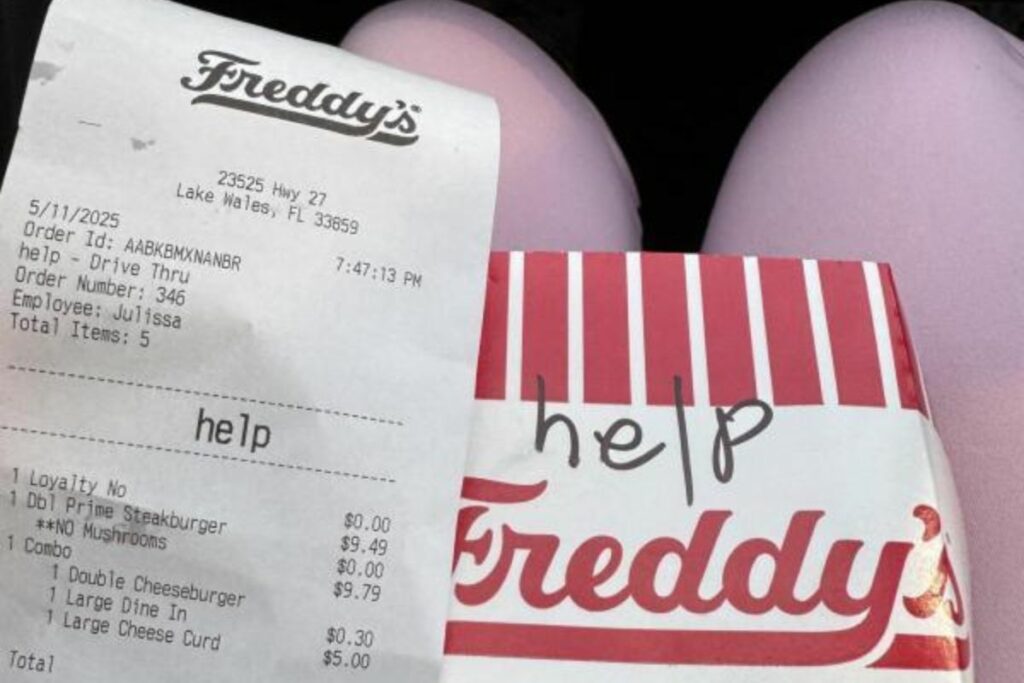 Freddy's
23525 Hwy 27
Lake Wales, FL 33859
5/11/2025
7:47:13 PM
Order Id: AABKBMXNANBR
help - Drive Thru
Order Number: 346
Employee: Julissa
Total Items: 5
help
1 Loyalty No $0.00
1 Dbl Prime Steakburger $9.49
**NO Mushrooms $0.00
1 Combo $9.79
1 Double Cheeseburger
1 Large Dine In $0.30
1 Large Cheese Curd $5.00
Total
help
Freddy's